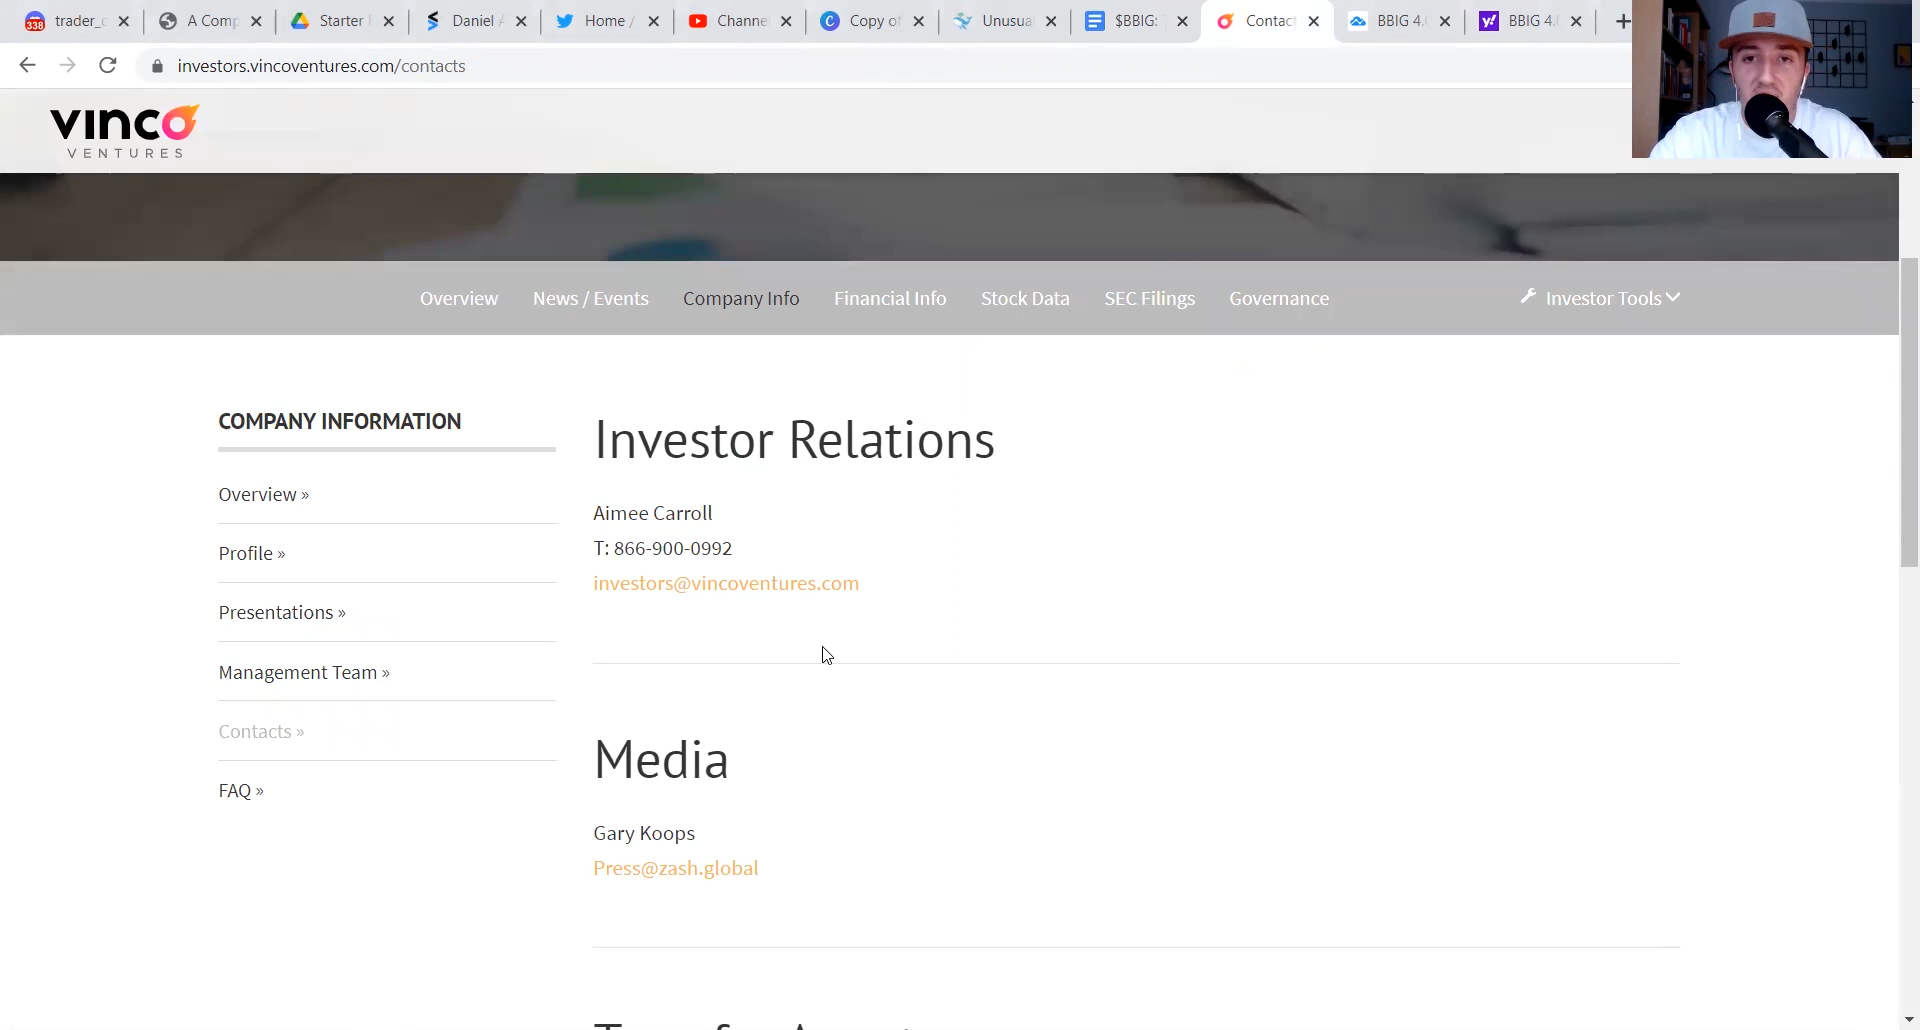 338 trader_
A Comp
Starter
Daniel
Home /
Channe
Copy of
Unusua
$BBIG:
Contac
BBIG 4.
BBIG 4.
investors.vincoventures.com/contacts
vinco
VENTURES
Overview
News / Events
Company Info
Financial Info
Stock Data
SEC Filings
Governance
Investor Tools
COMPANY INFORMATION
Overview »
Profile »
Presentations »
Management Team »
Contacts »
FAQ »
Investor Relations
Aimee Carroll
T: 866-900-0992
investors@vincoventures.com
Media
Gary Koops
Press@zash.global